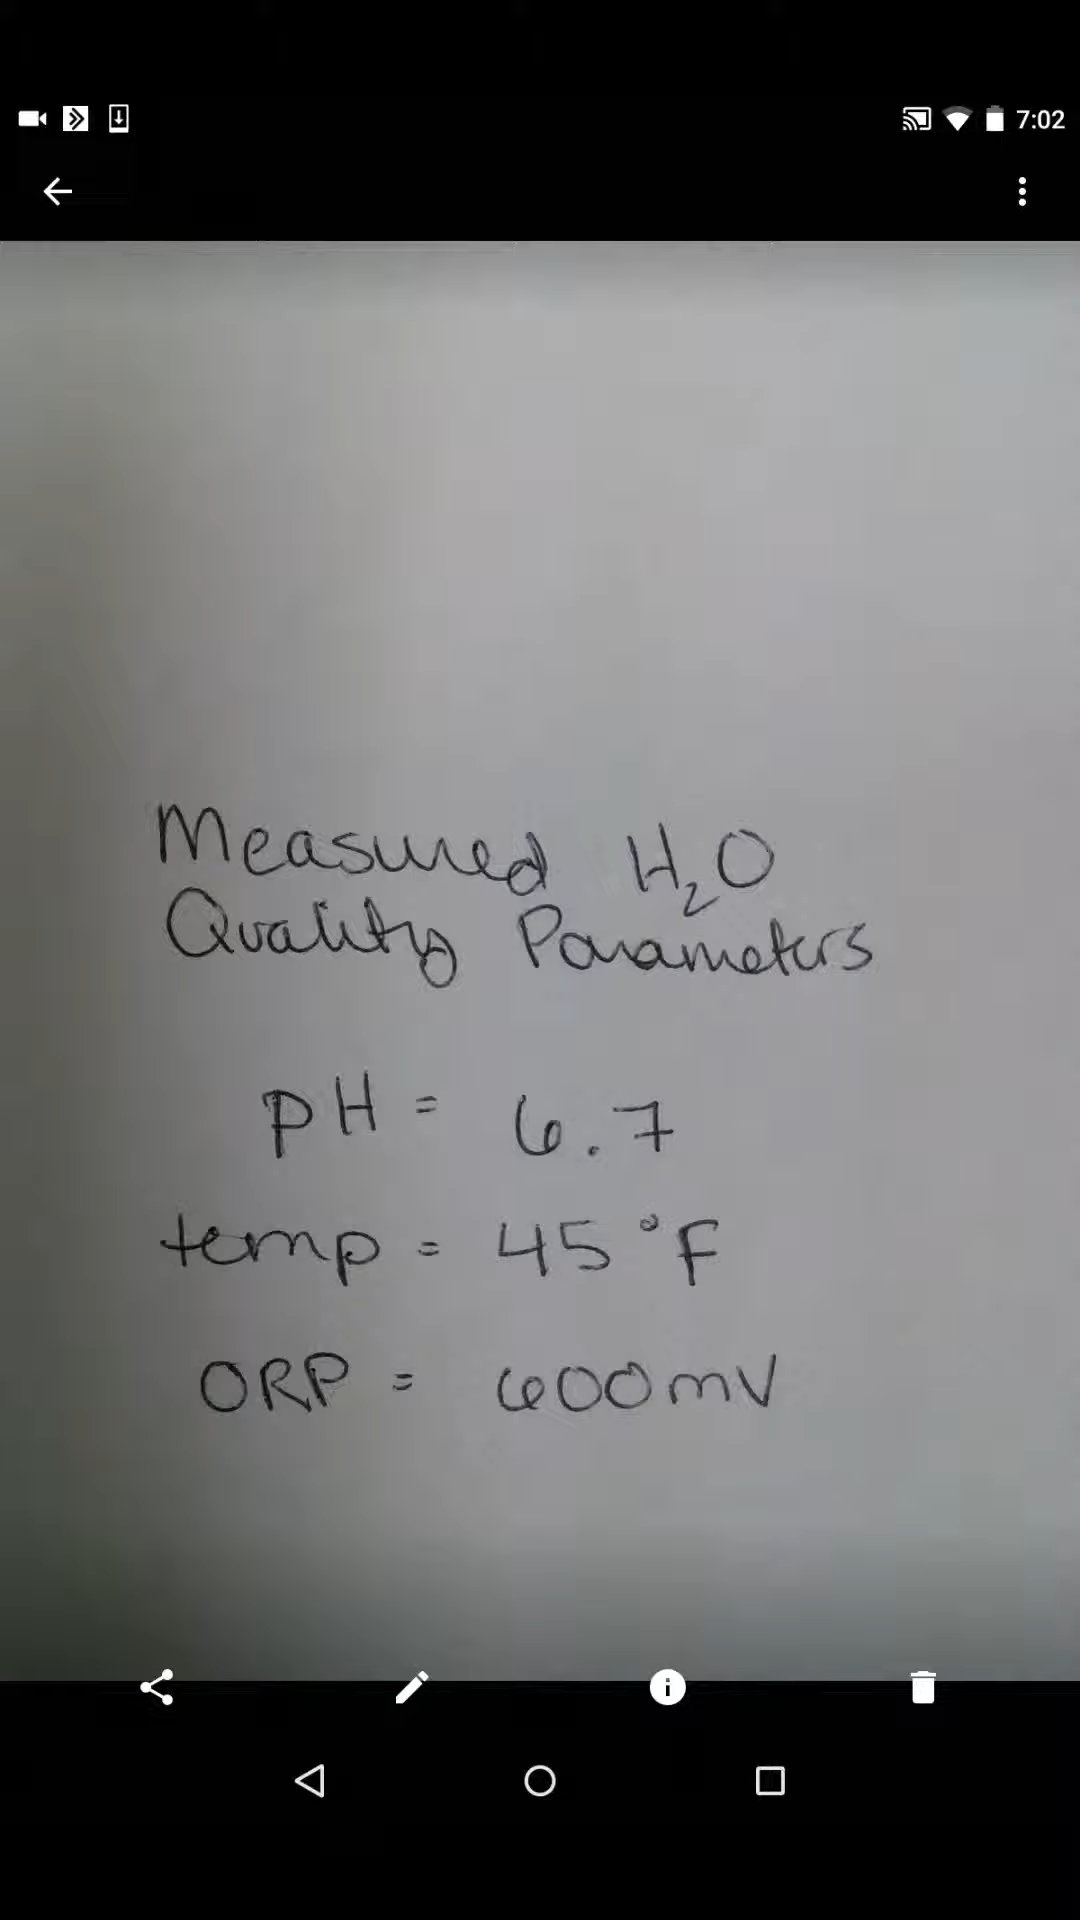 7:02
Measured H₂O
Quality Parameters
pH = 6.7
temp = 45 °F
ORP = 600mV